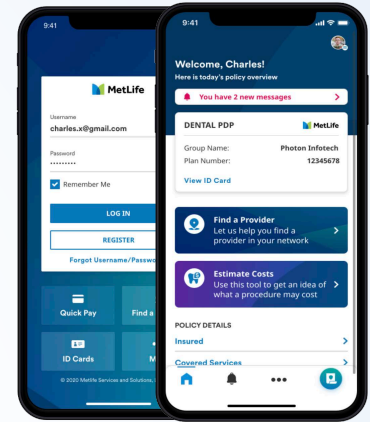 9:41
MetLife
Username
charles.x@gmail.com
Password
Remember Me
LOG IN
REGISTER
Forgot Username/Passwo
Quick Pay
Find a
ID Cards
M
© 2020 Metlife Services and Solutions,
9:41
Welcome, Charles!
Here is today's policy overview
You have 2 new messages
DENTAL PDP
MetLife
Group Name: Photon Infotech
Plan Number: 12345678
View ID Card
Find a Provider
Let us help you find a
provider in your network
Estimate Costs
Use this tool to get an idea of
what a procedure may cost
POLICY DETAILS
Insured
Covered Services